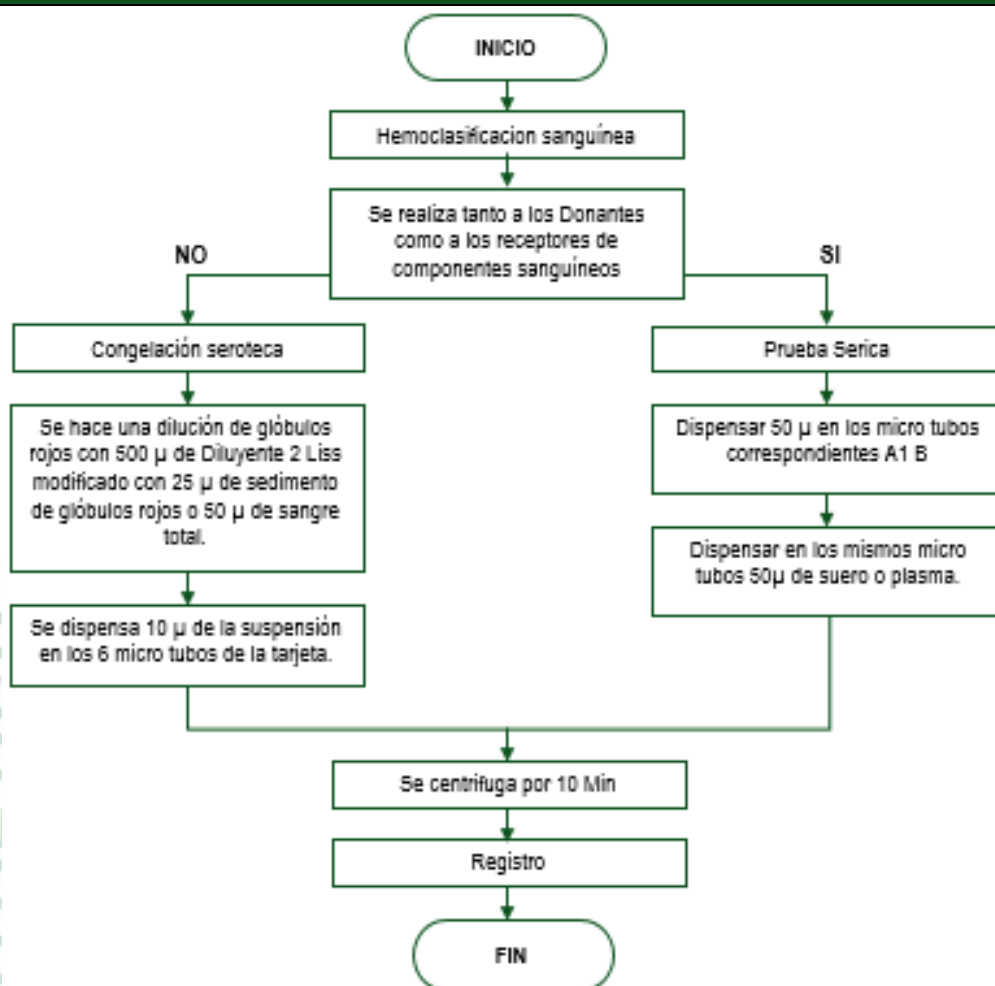 INICIO
Hemoclasificacion sanguínea
Se realiza tanto a los Donantes
como a los receptores de
componentes sanguíneos
NO
SI
Congelación seroteca
Se hace una dilución de glóbulos
rojos con 500 µ de Diluyente 2 Liss
modificado con 25 µ de sedimento
de glóbulos rojos o 50 µ de sangre
total.
Se dispensa 10 µ de la suspensión
en los 6 micro tubos de la tarjeta.
Prueba Serica
Dispensar 50 µ en los micro tubos
correspondientes A1 B
Dispensar en los mismos micro
tubos 50µ de suero o plasma.
Se centrifuga por 10 Min
Registro
FIN